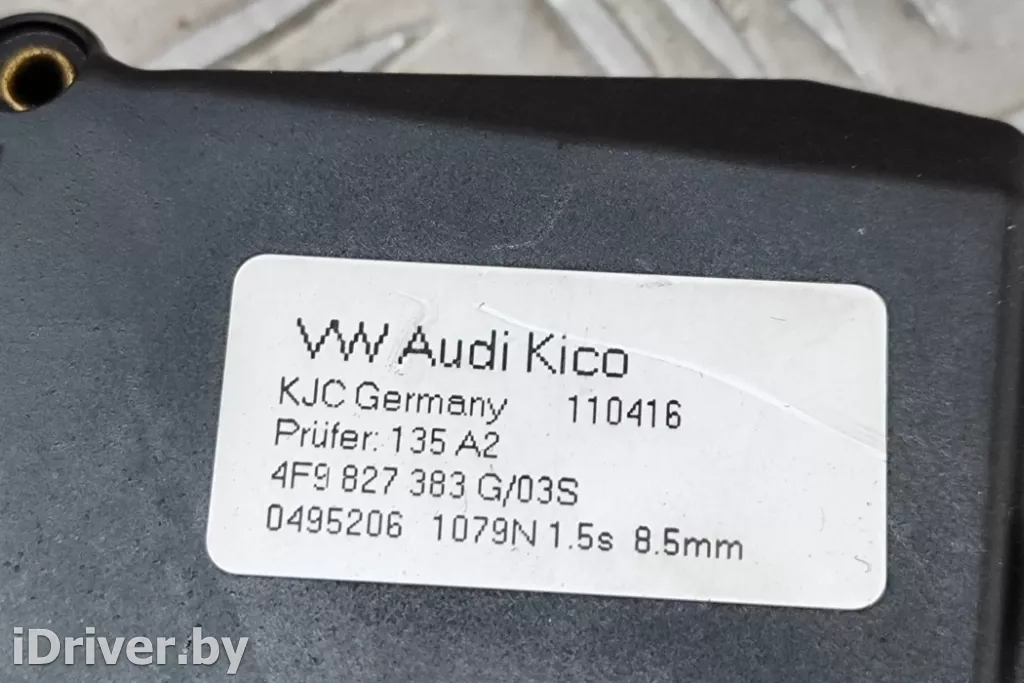 VW Audi Kico
KJC Germany 110416
Prüfer: 135 A2
4F9 827 383 G/03S
0495206 1079N 1.5s 8.5mm
iDriver.by